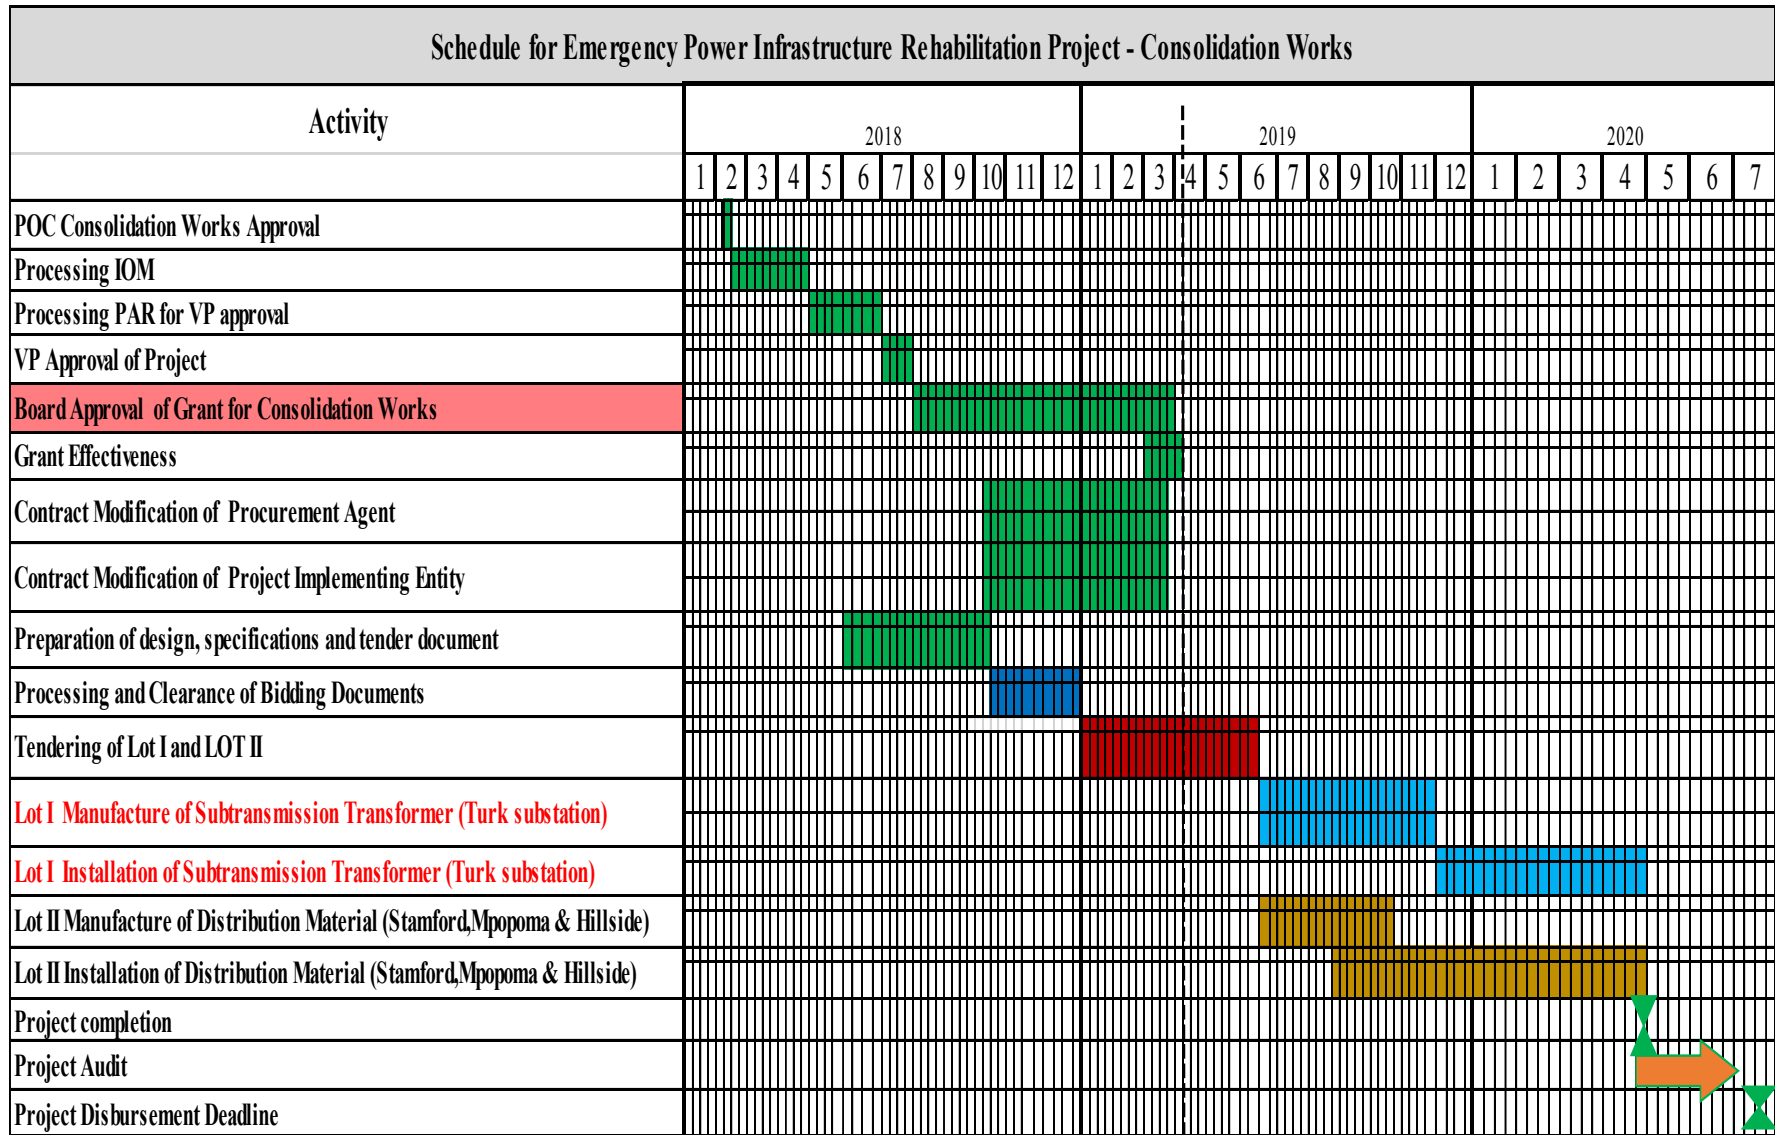 Schedule for Emergency Power Infrastructure Rehabilitation Project - Consolidation Works
Activity
2018 2019 2020
1 2 3 4 5 6 7 8 9 10 11 12 1 2 3 4 5 6 7 8 9 10 11 12 1 2 3 4 5 6 7
POC Consolidation Works Approval
Processing IOM
Processing PAR for VP approval
VP Approval of Project
Board Approval of Grant for Consolidation Works
Grant Effectiveness
Contract Modification of Procurement Agent
Contract Modification of Project Implementing Entity
Preparation of design, specifications and tender document
Processing and Clearance of Bidding Documents
Tendering of Lot I and LOT II
Lot I Manufacture of Subtransmission Transformer (Turk substation)
Lot I Installation of Subtransmission Transformer (Turk substation)
Lot II Manufacture of Distribution Material (Stamford,Mpopoma & Hillside)
Lot II Installation of Distribution Material (Stamford,Mpopoma & Hillside)
Project completion
Project Audit
Project Disbursement Deadline